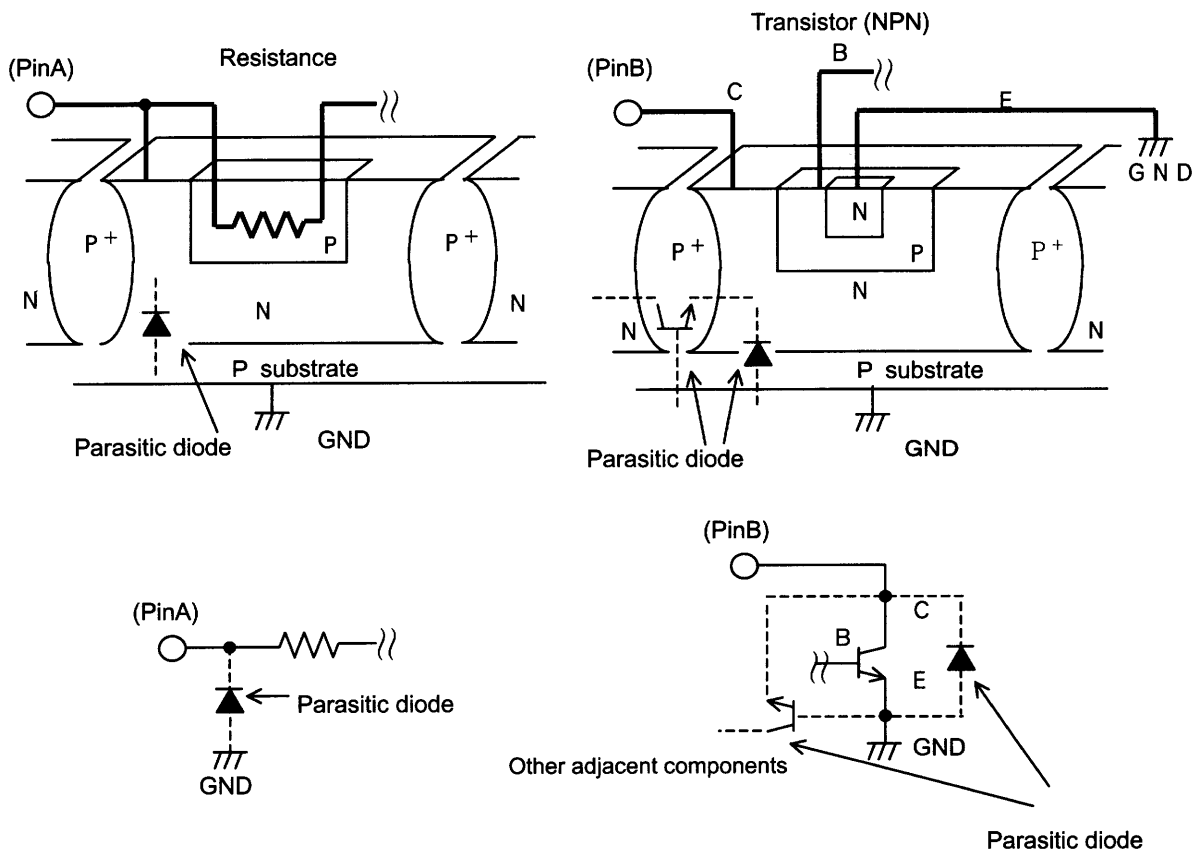 Resistance
(PinA)
P+
P
P+
N
N
N
P substrate
Parasitic diode
GND
Transistor (NPN)
(PinB)
B
C
E
GND
N
P+
P
P+
N
N
N
P substrate
Parasitic diode
GND
(PinA)
Parasitic diode
GND
(PinB)
C
B
E
GND
Other adjacent components
Parasitic diode